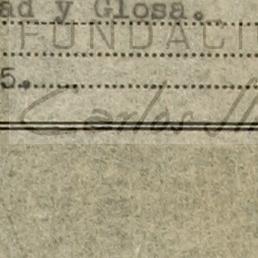 ad y Glosa.
FUNDACI
5.
Carlos